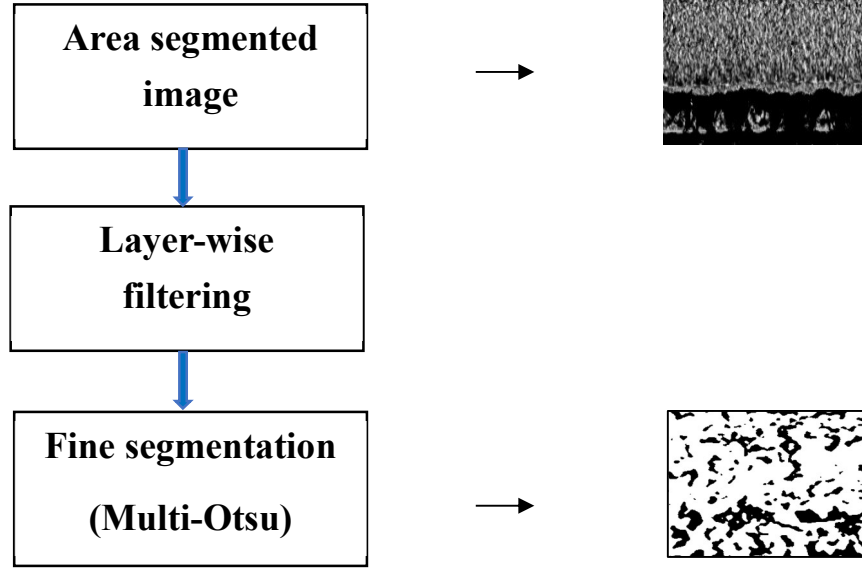 Area segmented
image
Layer-wise
filtering
Fine segmentation
(Multi-Otsu)